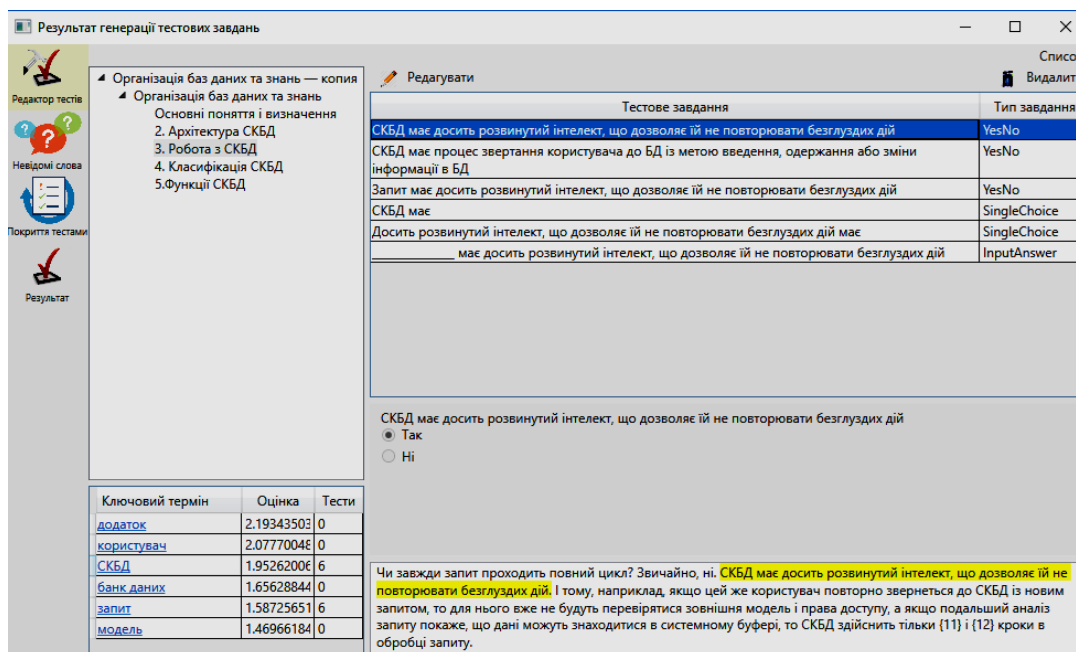 Результат генерації тестових завдань
Редактор тестів
Невідомі слова
Покриття тестами
Результат
Організація баз даних та знань — копия
Організація баз даних та знань
Основні поняття і визначення
2. Архітектура СКБД
3. Робота з СКБД
4. Класифікація СКБД
5.Функції СКБД
Ключовий термін Оцінка Тести
додаток 2.19343503 0
користувач 2.07770048 0
СКБД 1.95262006 6
банк даних 1.65628844 0
запит 1.58725651 6
модель 1.46966184 0
Списо
Редагувати Видалит
Тестове завдання Тип завдання
СКБД має досить розвинутий інтелект, що дозволяє їй не повторювати безглуздих дій YesNo
СКБД має процес звертання користувача до БД із метою введення, одержання або зміни YesNo
інформації в БД
Запит має досить розвинутий інтелект, що дозволяє їй не повторювати безглуздих дій YesNo
СКБД має SingleChoice
Досить розвинутий інтелект, що дозволяє їй не повторювати безглуздих дій має SingleChoice
_____________ має досить розвинутий інтелект, що дозволяє їй не повторювати безглуздих дій InputAnswer
СКБД має досить розвинутий інтелект, що дозволяє їй не повторювати безглуздих дій
Так
Ні
Чи завжди запит проходить повний цикл? Звичайно, ні. СКБД має досить розвинутий інтелект, що дозволяє їй не
повторювати безглуздих дій. І тому, наприклад, якщо цей же користувач повторно звернеться до СКБД із новим
запитом, то для нього вже не будуть перевірятися зовнішня модель і права доступу, а якщо подальший аналіз
запиту покаже, що дані можуть знаходитися в системному буфері, то СКБД здійснить тільки {11} і {12} кроки в
обробці запиту.